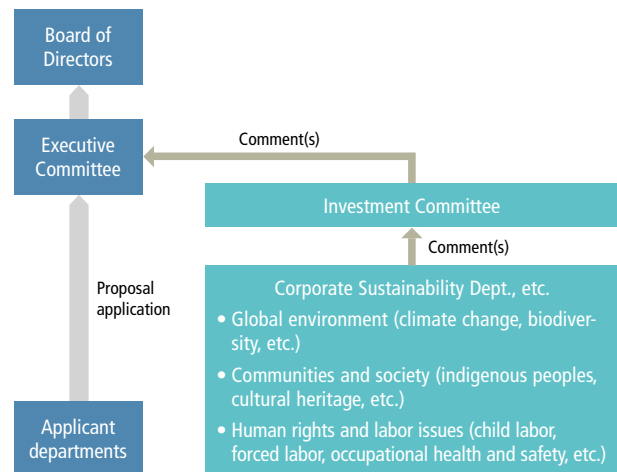 Board of
Directors
Executive
Committee
Comment(s)
Investment Committee
Comment(s)
Proposal
application
Corporate Sustainability Dept., etc.
• Global environment (climate change, biodiver-
sity, etc.)
• Communities and society (indigenous peoples,
cultural heritage, etc.)
• Human rights and labor issues (child labor,
forced labor, occupational health and safety, etc.)
Applicant
departments